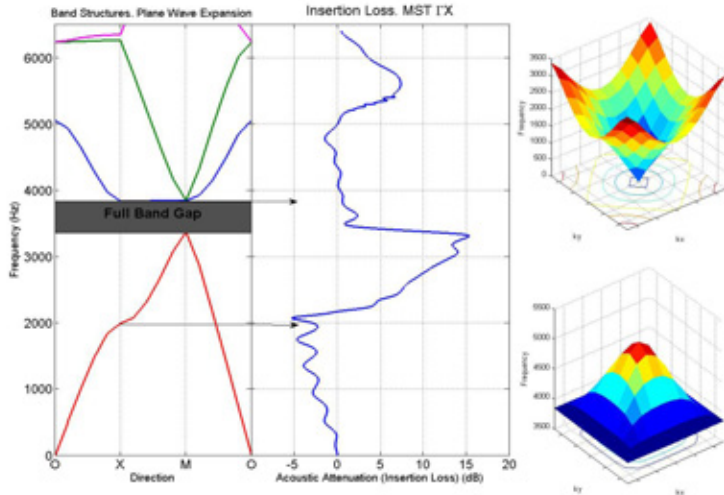 Band Structures. Plane Wave Expansion
Insertion Loss. MST ΓX
6000
5000
4000
3000
2000
1000
0
Frequency (Hz)
Full Band Gap
O
X
M
O
Direction
-5
0
5
10
15
20
Acoustic Attenuation (Insertion Loss) (dB)
3500
3000
2500
2000
1500
1000
500
0
Frequency
ky
kx
5500
5000
4500
4000
3500
Frequency
ky
kx